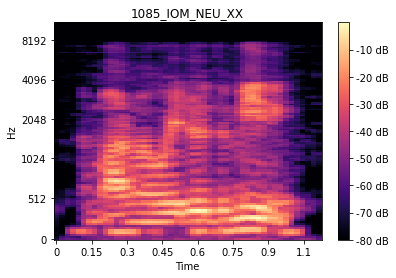 1085_IOM_NEU_XX
8192
4096
2048
1024
512
0
Hz
0
0.15
0.3
0.45
0.6
0.75
0.9
1.1
Time
-10 dB
-20 dB
-30 dB
-40 dB
-50 dB
-60 dB
-70 dB
-80 dB